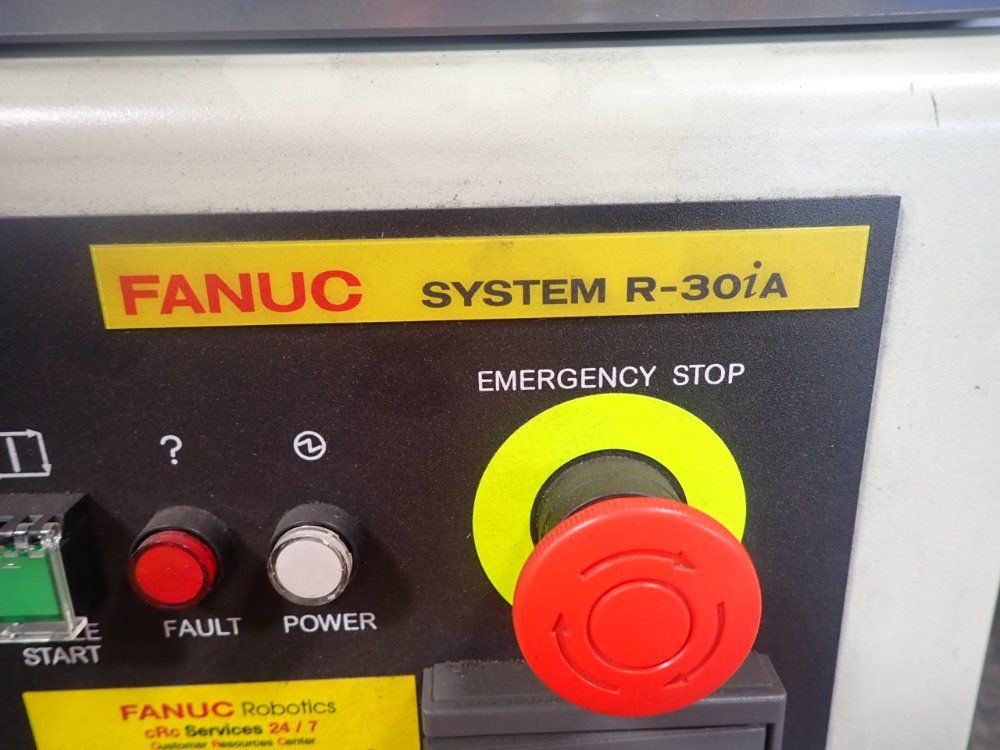 FANUC SYSTEM R-30iA
EMERGENCY STOP
?
FAULT
POWER
START
FANUC Robotics
cRc Services 24 / 7
Customer Resources Center